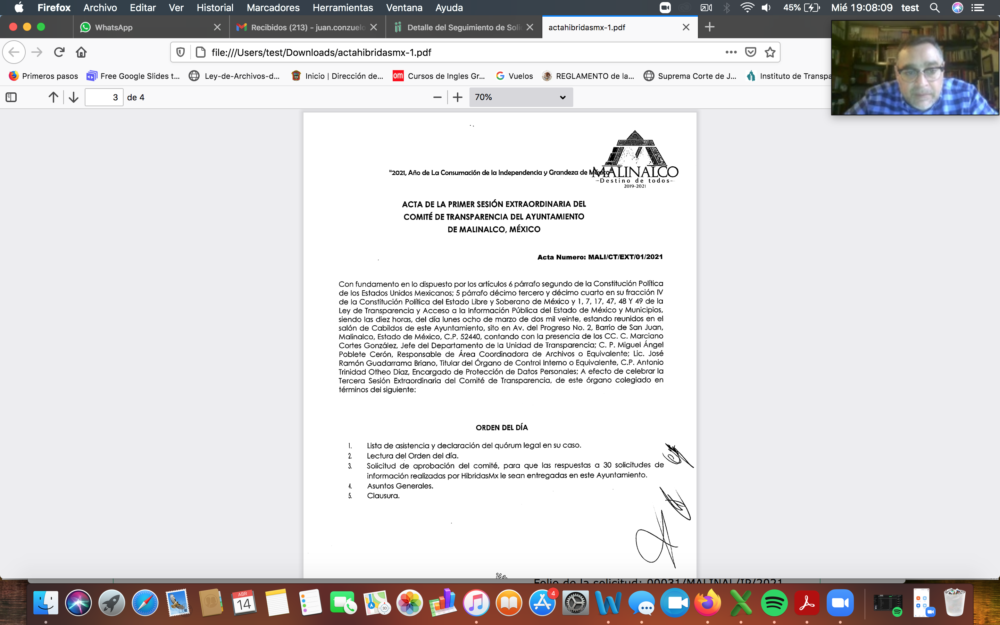 Firefox Archivo Editar Ver Historial Marcadores Herramientas Ventana Ayuda 45% Mié 19:08:09 test
WhatsApp Recibidos (213) - juan.conzuelo Detalle del Seguimiento de Soli actahibridasmx-1.pdf
file:///Users/test/Downloads/actahibridasmx-1.pdf
Primeros pasos Free Google Slides t... Ley-de-Archivos-d... Inicio | Dirección de... om Cursos de Ingles Gr... Vuelos REGLAMENTO de la... Suprema Corte de J... Instituto de Transpa
3 de 4 70%
"2021, Año de La Consumación de la Independencia y Grandeza de México"
MALINALCO
-Destino de todos-
2019-2021
ACTA DE LA PRIMER SESIÓN EXTRAORDINARIA DEL
COMITÉ DE TRANSPARENCIA DEL AYUNTAMIENTO
DE MALINALCO, MÉXICO
Acta Numero: MALI/CT/EXT/01/2021
Con fundamento en lo dispuesto por los artículos 6 párrafo segundo de la Constitución Política
de los Estados Unidos Mexicanos; 5 párrafo décimo tercero y décimo cuarto en su fracción IV
de la Constitución Política del Estado Libre y Soberano de México y 1, 7, 17, 47, 48 Y 49 de la
Ley de Transparencia y Acceso a la Información Pública del Estado de México y Municipios,
siendo las diez horas, del día lunes ocho de marzo de dos mil veinte, estando reunidos en el
salón de Cabildos de este Ayuntamiento, sito en Av. del Progreso No. 2, Barrio de San Juan,
Malinalco, Estado de México, C.P. 52440, contando con la presencia de los CC. C. Marciano
Cortes González, Jefe del Departamento de la Unidad de Transparencia; C. P. Miguel Ángel
Poblete Cerón, Responsable de Área Coordinadora de Archivos o Equivalente; Lic. José
Ramón Guadarrama Briano, Titular del Órgano de Control Interno o Equivalente, C.P. Antonio
Trinidad Otheo Díaz, Encargado de Protección de Datos Personales; A efecto de celebrar la
Tercera Sesión Extraordinaria del Comité de Transparencia, de este órgano colegiado en
términos del siguiente:
ORDEN DEL DÍA
1. Lista de asistencia y declaración del quórum legal en su caso.
2. Lectura del Orden del día.
3. Solicitud de aprobación del comité, para que las respuestas a 30 solicitudes de
información realizadas por HibridasMx le sean entregadas en este Ayuntamiento.
4. Asuntos Generales.
5. Clausura.
Folio de la solicitud: 00031/MALINAL/IP/2021
ABR
14
3D
4